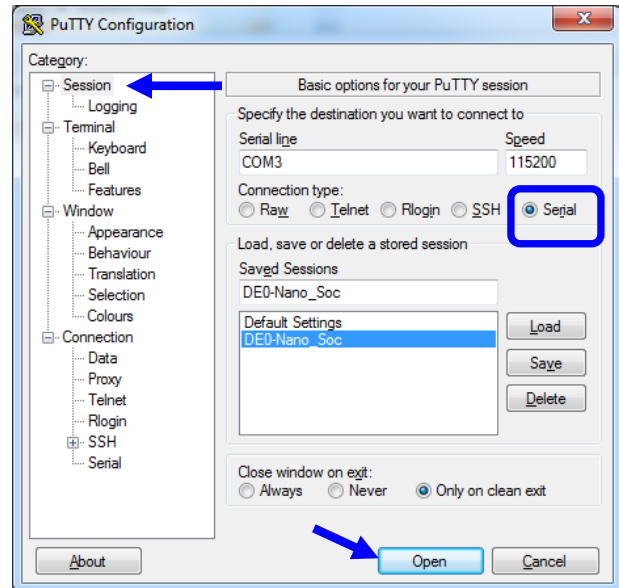 PuTTY Configuration
Category:
Session
Logging
Terminal
Keyboard
Bell
Features
Window
Appearance
Behaviour
Translation
Selection
Colours
Connection
Data
Proxy
Telnet
Rlogin
SSH
Serial
Basic options for your PuTTY session
Specify the destination you want to connect to
Serial line Speed
COM3 115200
Connection type:
Raw Telnet Rlogin SSH Serial
Load, save or delete a stored session
Saved Sessions
DE0-Nano_Soc
Default Settings
DE0-Nano_Soc
Load
Save
Delete
Close window on exit:
Always Never Only on clean exit
About Open Cancel